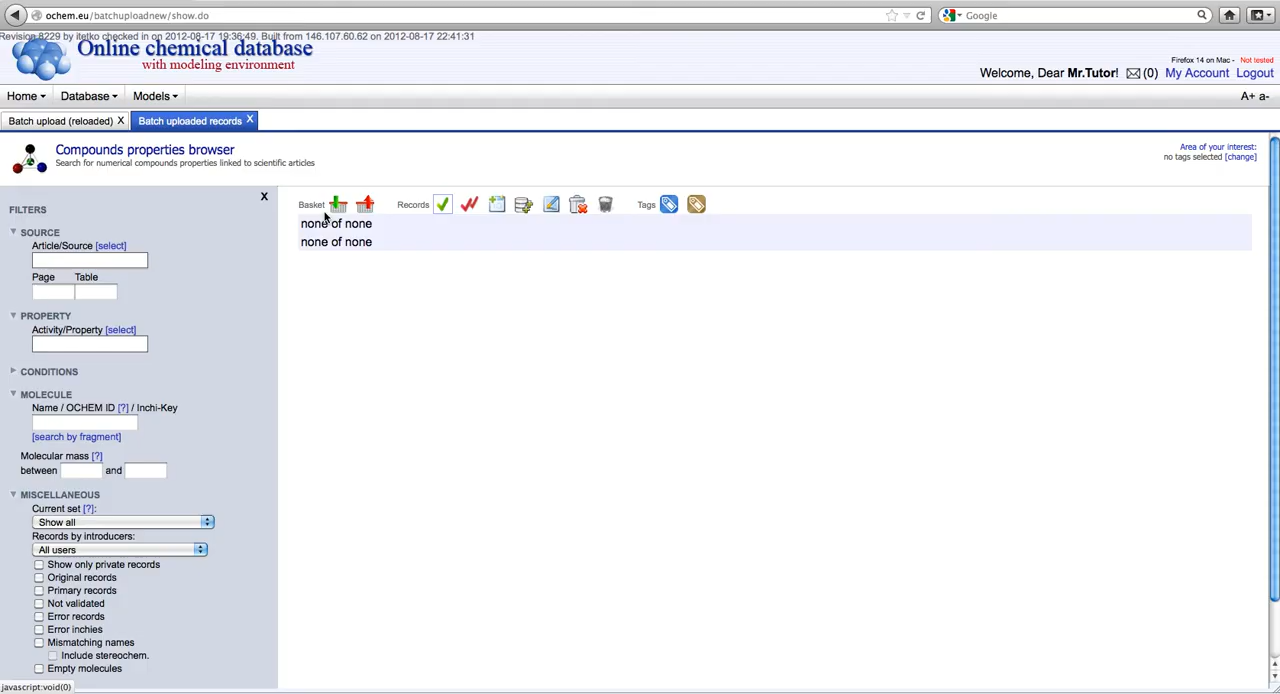 ochem.eu/batchuploadnew/show.do
Google
Revision 8229 by itetko checked in on 2012-08-17 19:36:49. Built from 146.107.60.62 on 2012-08-17 22:41:31
Online chemical database
with modeling environment
Firefox 14 on Mac - Not tested
Welcome, Dear Mr.Tutor! (0) My Account Logout
Home Database Models A+ a-
Batch upload (reloaded) X Batch uploaded records X
Compounds properties browser
Search for numerical compounds properties linked to scientific articles
Area of your interest:
no tags selected [change]
X
FILTERS
SOURCE
Article/Source [select]
Page Table
PROPERTY
Activity/Property [select]
CONDITIONS
MOLECULE
Name / OCHEM ID [?] / Inchi-Key
[search by fragment]
Molecular mass [?]
between and
MISCELLANEOUS
Current set [?]:
Show all
Records by introducers:
All users
Show only private records
Original records
Primary records
Not validated
Error records
Error inchies
Mismatching names
Include stereochem.
Empty molecules
Basket Records Tags
none of none
none of none
javascript:void(0)